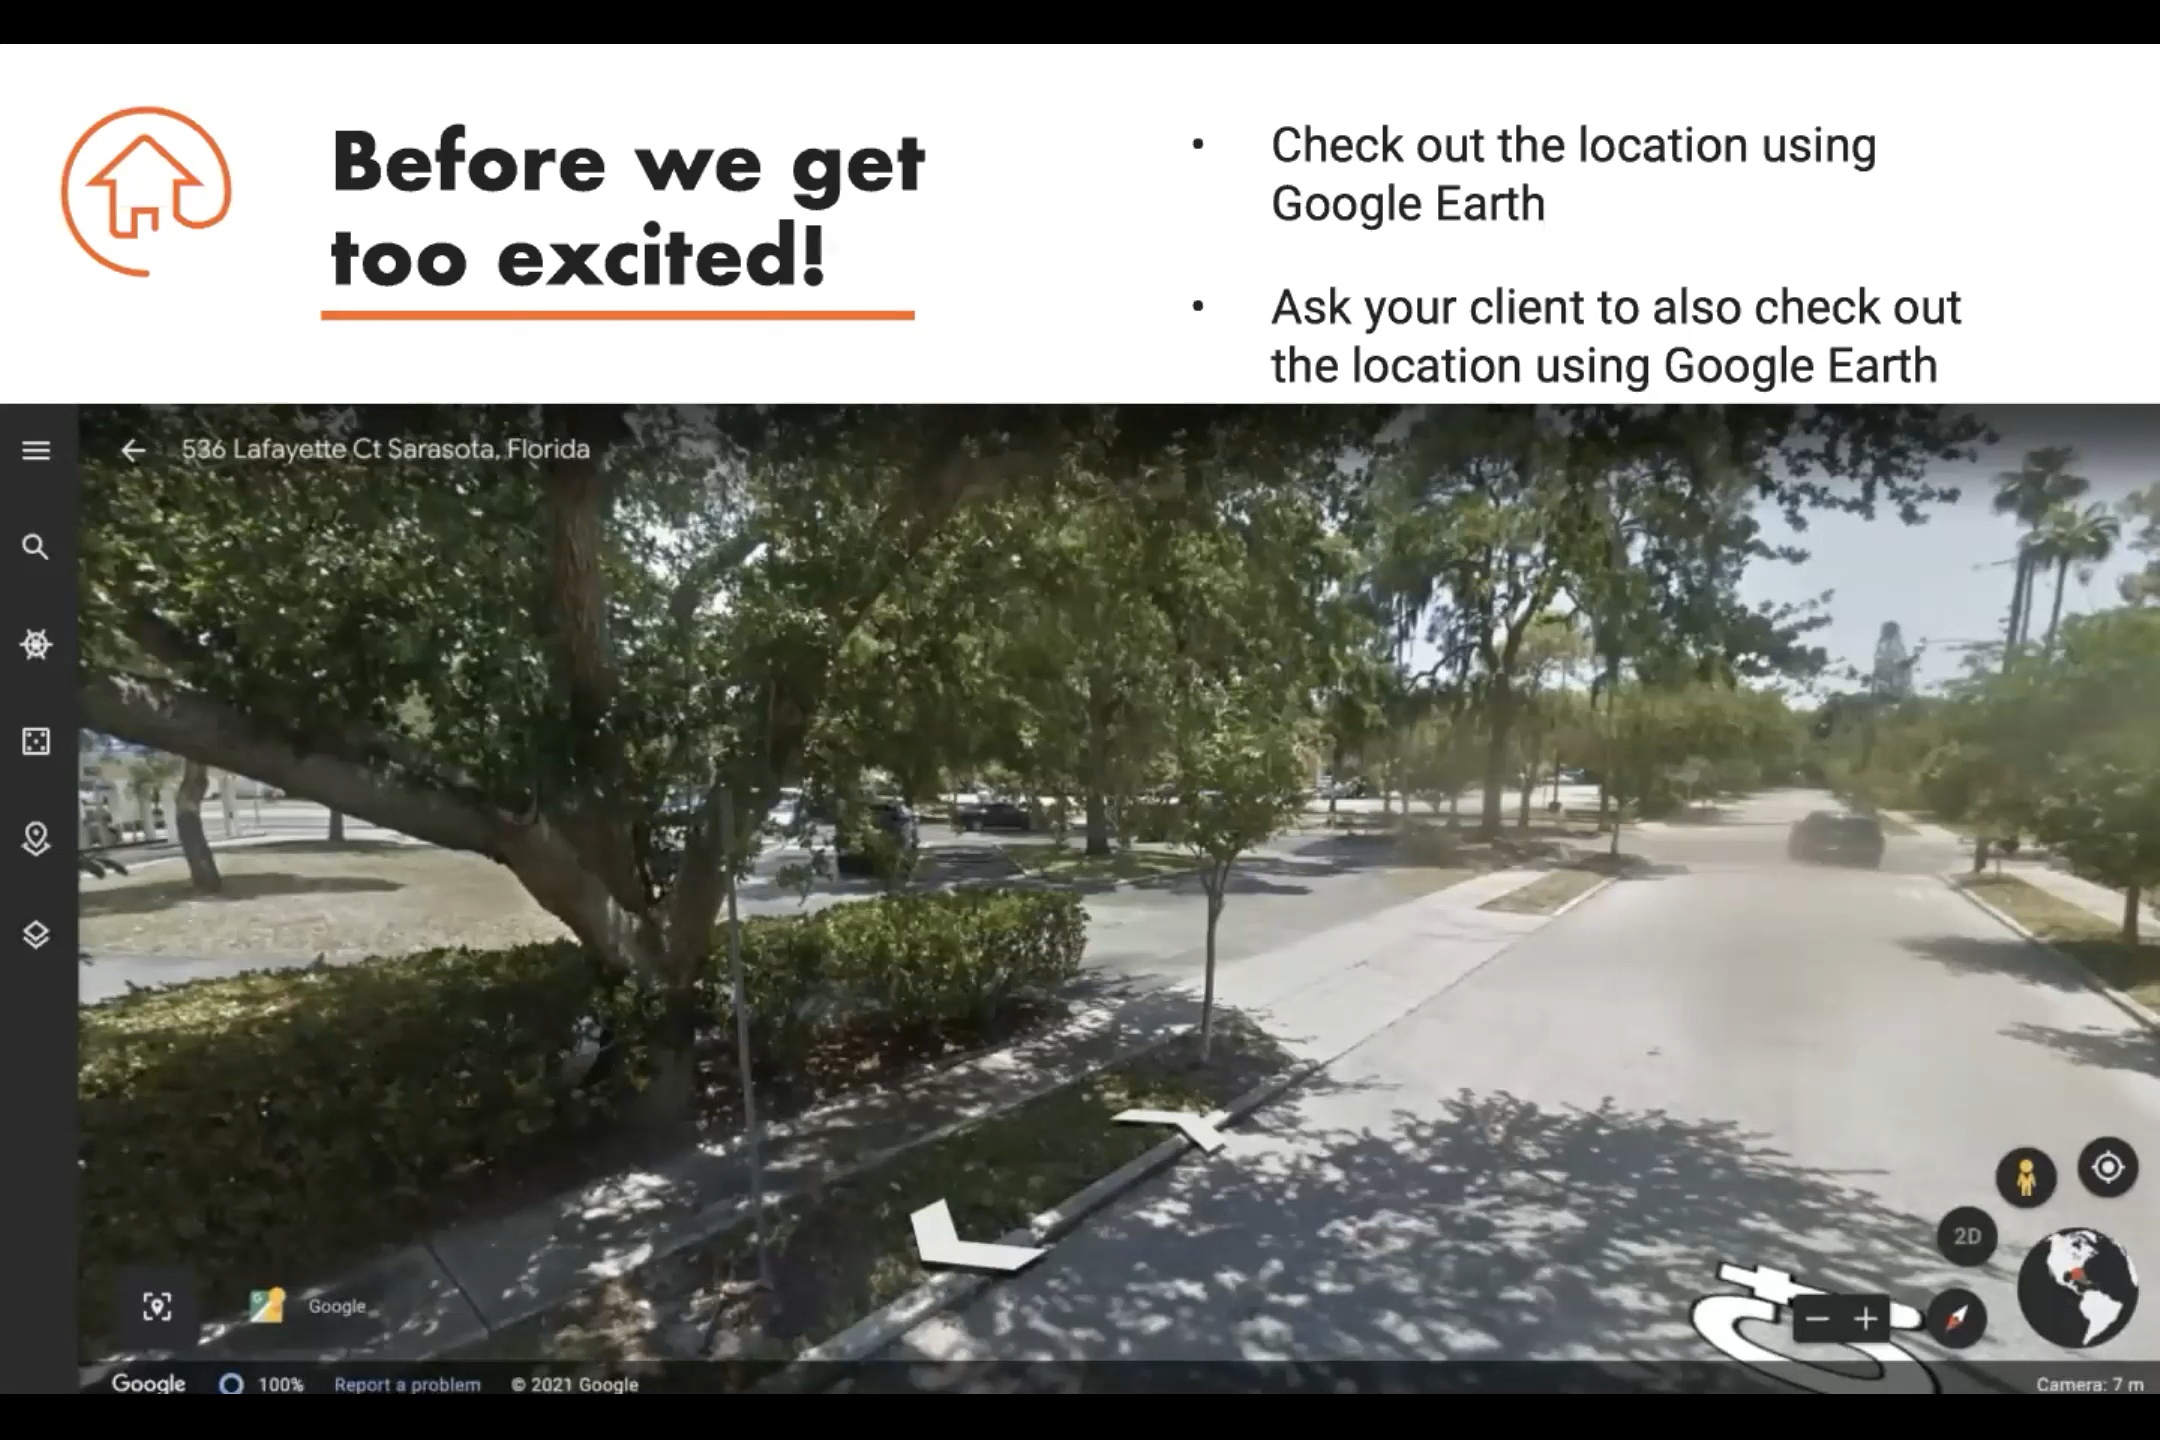 Before we get
too excited!
• Check out the location using
Google Earth
• Ask your client to also check out
the location using Google Earth
536 Lafayette Ct Sarasota, Florida
2D
Google
Google 100% Report a problem © 2021 Google Camera: 7 m